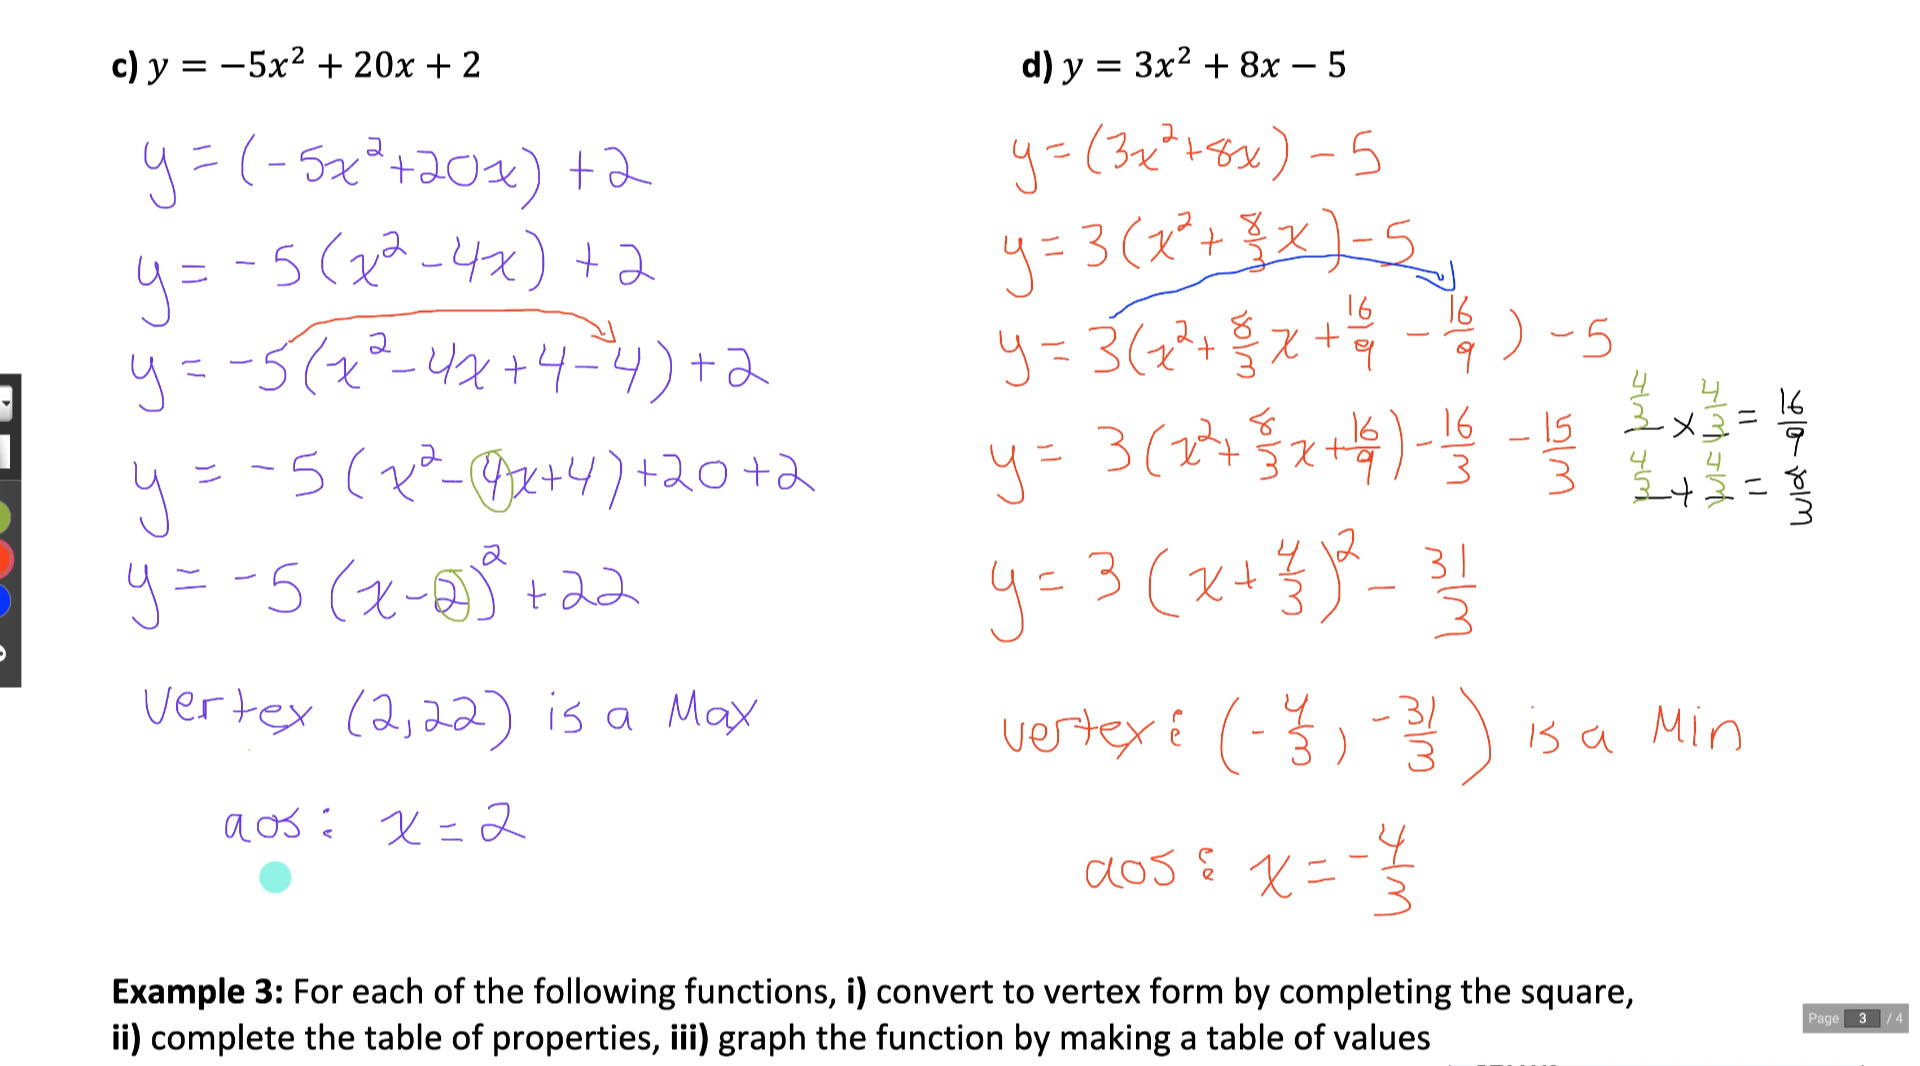 c) y = −5x² + 20x + 2
y = (-5x²+20x) +2
y = -5(x²-4x) +2
y = -5(x²-4x+4-4)+2
y = -5(x²-4x+4)+20+2
y = -5(x-2)² +22
vertex (2,22) is a Max
aos: x=2
d) y = 3x² + 8x − 5
y = (3x²+8x) - 5
y = 3(x²+ 8/3 x) - 5
y = 3(x²+ 8/3 x + 16/9 - 16/9) - 5
y = 3(x²+ 8/3 x + 16/9) - 16/3 - 15/3
y = 3(x + 4/3)² - 31/3
vertex: (-4/3, -31/3) is a Min
aos: x = -4/3
4/3 × 4/3 = 16/9
4/3 + 4/3 = 8/3
Example 3: For each of the following functions, i) convert to vertex form by completing the square,
ii) complete the table of properties, iii) graph the function by making a table of values
Page 3 / 4